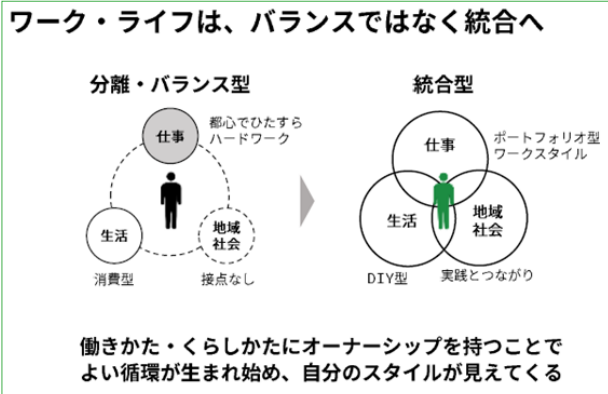 ワーク・ライフは、バランスではなく統合へ
分離・バランス型
仕事
都心でひたすら
ハードワーク
生活
消費型
地域
社会
接点なし
統合型
仕事
ポートフォリオ型
ワークスタイル
生活
DIY型
地域
社会
実践とつながり
働きかた・くらしかたにオーナーシップを持つことで
よい循環が生まれ始め、自分のスタイルが見えてくる